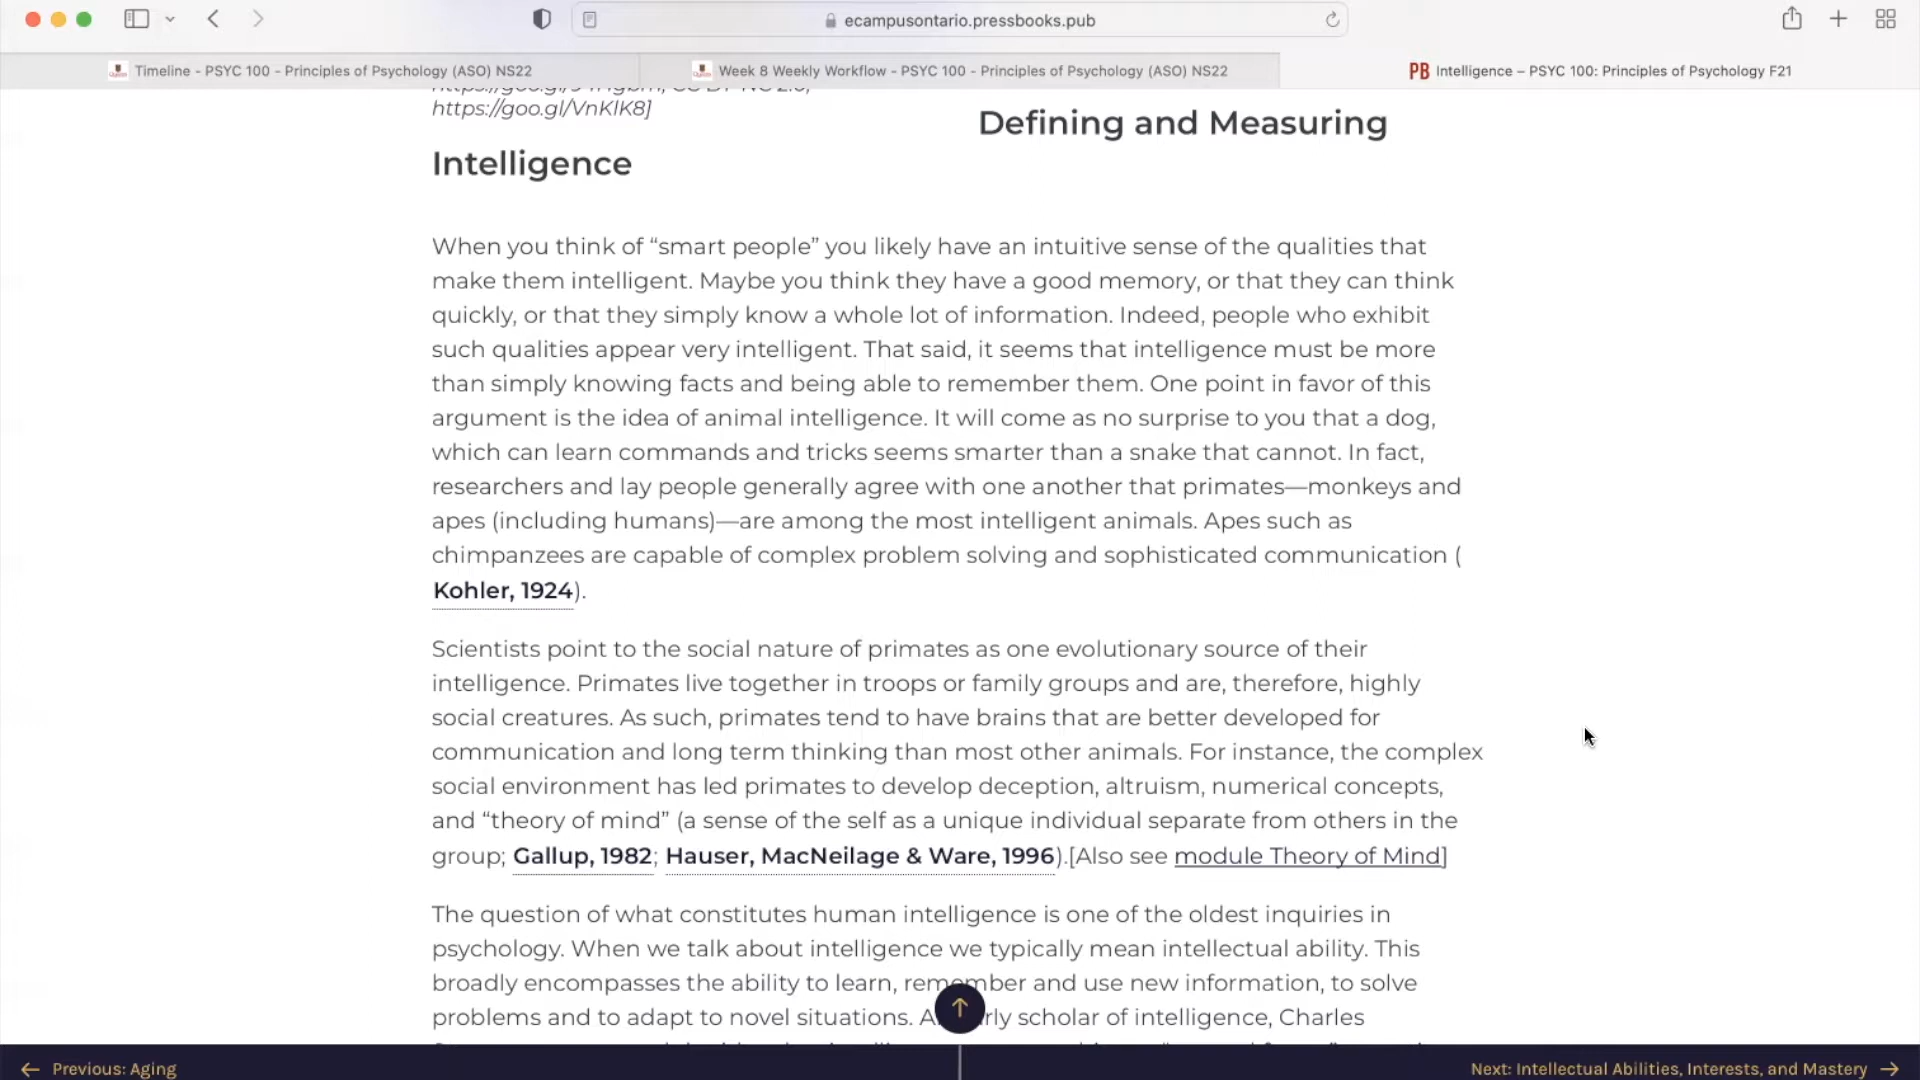 ecampusontario.pressbooks.pub
Timeline - PSYC 100 - Principles of Psychology (ASO) NS22
Week 8 Weekly Workflow - PSYC 100 - Principles of Psychology (ASO) NS22
PB Intelligence – PSYC 100: Principles of Psychology F21
https://goo.gl/VnKlK8]
Defining and Measuring
Intelligence
When you think of “smart people” you likely have an intuitive sense of the qualities that
make them intelligent. Maybe you think they have a good memory, or that they can think
quickly, or that they simply know a whole lot of information. Indeed, people who exhibit
such qualities appear very intelligent. That said, it seems that intelligence must be more
than simply knowing facts and being able to remember them. One point in favor of this
argument is the idea of animal intelligence. It will come as no surprise to you that a dog,
which can learn commands and tricks seems smarter than a snake that cannot. In fact,
researchers and lay people generally agree with one another that primates—monkeys and
apes (including humans)—are among the most intelligent animals. Apes such as
chimpanzees are capable of complex problem solving and sophisticated communication (
Kohler, 1924).
Scientists point to the social nature of primates as one evolutionary source of their
intelligence. Primates live together in troops or family groups and are, therefore, highly
social creatures. As such, primates tend to have brains that are better developed for
communication and long term thinking than most other animals. For instance, the complex
social environment has led primates to develop deception, altruism, numerical concepts,
and “theory of mind” (a sense of the self as a unique individual separate from others in the
group; Gallup, 1982; Hauser, MacNeilage & Ware, 1996).[Also see module Theory of Mind]
The question of what constitutes human intelligence is one of the oldest inquiries in
psychology. When we talk about intelligence we typically mean intellectual ability. This
broadly encompasses the ability to learn, remember and use new information, to solve
problems and to adapt to novel situations. scholar of intelligence, Charles
Previous: Aging
Next: Intellectual Abilities, Interests, and Mastery